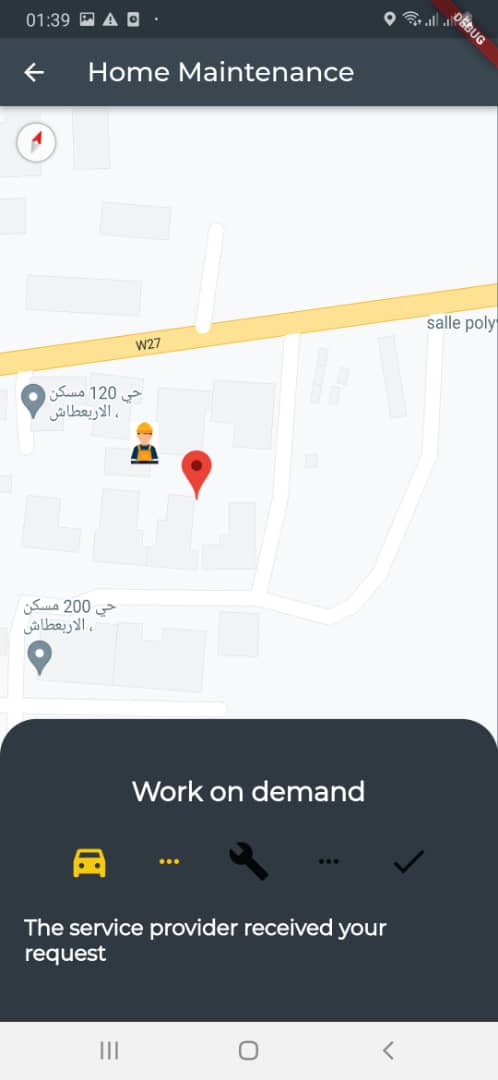 01:39
DEBUG
Home Maintenance
salle poly
W27
حي 120 مسكن
، الاربعطاش
حي 200 مسكن
، الاربعطاش
Work on demand
The service provider received your
request